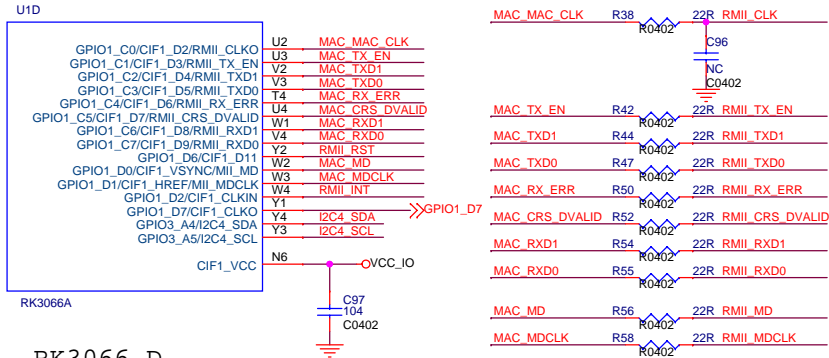 U1D
GPIO1_C0/CIF1_D2/RMII_CLKO U2 MAC_MAC_CLK
GPIO1_C1/CIF1_D3/RMII_TX_EN U3 MAC_TX_EN
GPIO1_C2/CIF1_D4/RMII_TXD1 V2 MAC_TXD1
GPIO1_C3/CIF1_D5/RMII_TXD0 V3 MAC_TXD0
GPIO1_C4/CIF1_D6/RMII_RX_ERR T4 MAC_RX_ERR
GPIO1_C5/CIF1_D7/RMII_CRS_DVALID U4 MAC_CRS_DVALID
GPIO1_C6/CIF1_D8/RMII_RXD1 W1 MAC_RXD1
GPIO1_C7/CIF1_D9/RMII_RXD0 V4 MAC_RXD0
GPIO1_D6/CIF1_D11 Y2 RMII_RST
GPIO1_D0/CIF1_VSYNC/MII_MD W2 MAC_MD
GPIO1_D1/CIF1_HREF/MII_MDCLK W3 MAC_MDCLK
GPIO1_D2/CIF1_CLKIN W4 RMII_INT
GPIO1_D7/CIF1_CLKO Y1 GPIO1_D7
GPIO3_A4/I2C4_SDA Y4 I2C4_SDA
GPIO3_A5/I2C4_SCL Y3 I2C4_SCL
CIF1_VCC N6 VCC_IO
C97
104
C0402
RK3066A
RK3066_D
MAC_MAC_CLK R38 22R RMII_CLK
R0402
C96
NC
C0402
MAC_TX_EN R42 22R RMII_TX_EN
R0402
MAC_TXD1 R44 22R RMII_TXD1
R0402
MAC_TXD0 R47 22R RMII_TXD0
R0402
MAC_RX_ERR R50 22R RMII_RX_ERR
R0402
MAC_CRS_DVALID R52 22R RMII_CRS_DVALID
R0402
MAC_RXD1 R54 22R RMII_RXD1
R0402
MAC_RXD0 R55 22R RMII_RXD0
R0402
MAC_MD R56 22R RMII_MD
R0402
MAC_MDCLK R58 22R RMII_MDCLK
R0402